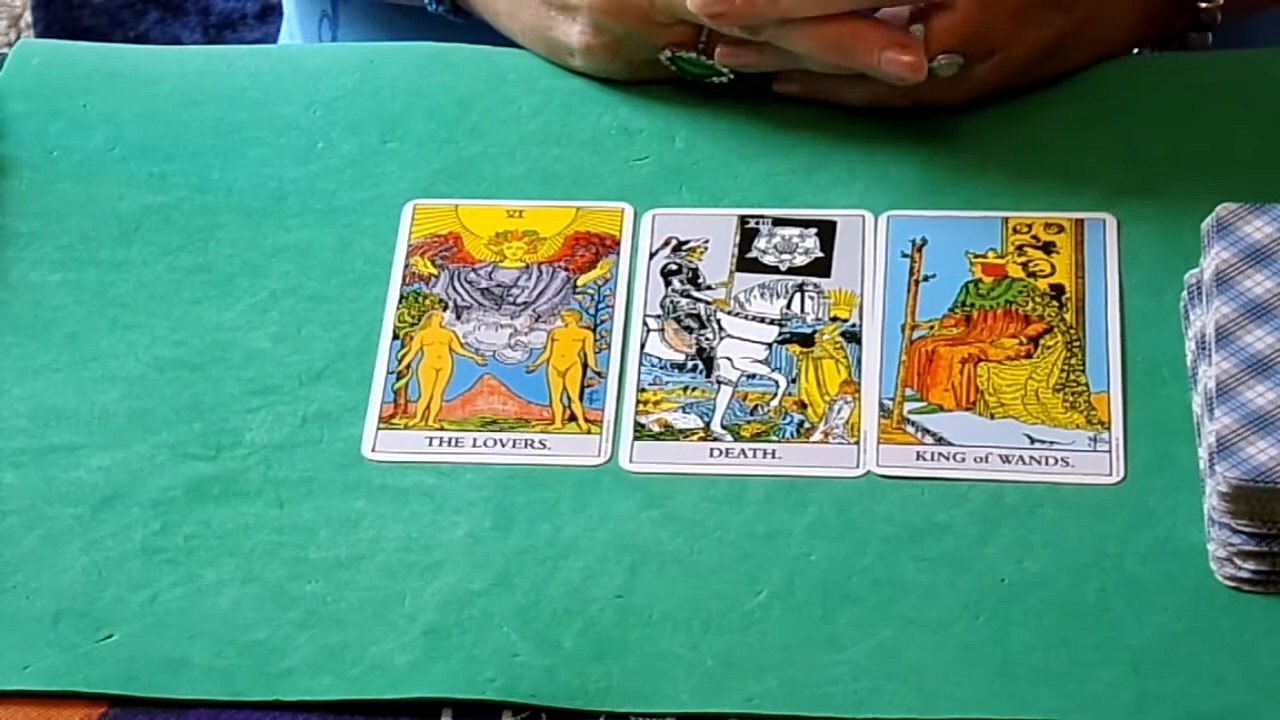 VI
THE LOVERS.
XIII
DEATH.
KING of WANDS.